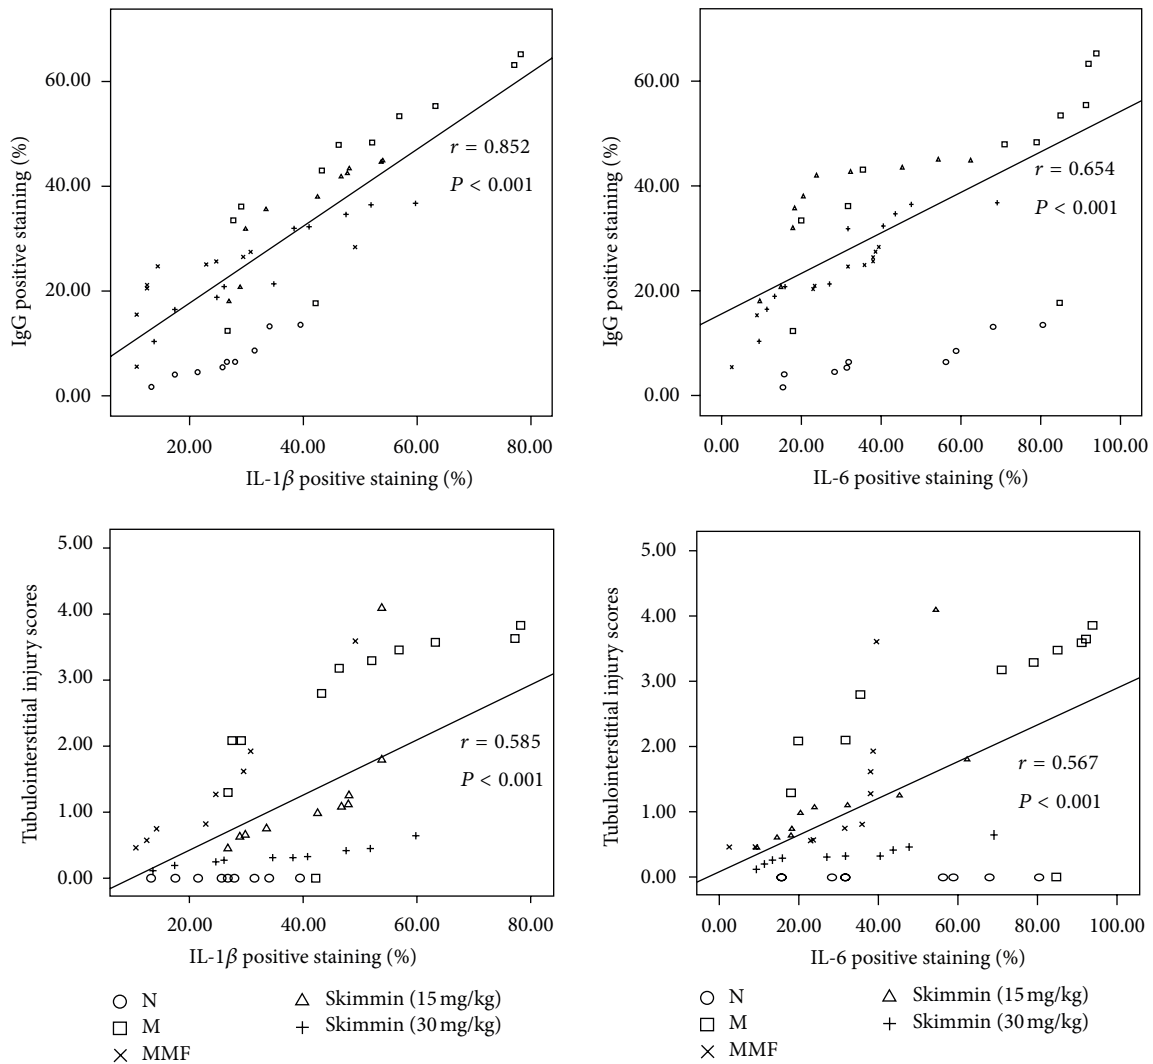 60.00
40.00
20.00
0.00
IgG positive staining (%)
r = 0.852
P < 0.001
20.00 40.00 60.00 80.00
IL-1β positive staining (%)
60.00
40.00
20.00
0.00
IgG positive staining (%)
r = 0.654
P < 0.001
0.00 20.00 40.00 60.00 80.00 100.00
IL-6 positive staining (%)
5.00
4.00
3.00
2.00
1.00
0.00
Tubulointerstitial injury scores
r = 0.585
P < 0.001
20.00 40.00 60.00 80.00
IL-1β positive staining (%)
N
M
MMF
Skimmin (15 mg/kg)
Skimmin (30 mg/kg)
5.00
4.00
3.00
2.00
1.00
0.00
Tubulointerstitial injury scores
r = 0.567
P < 0.001
0.00 20.00 40.00 60.00 80.00 100.00
IL-6 positive staining (%)
N
M
MMF
Skimmin (15 mg/kg)
Skimmin (30 mg/kg)